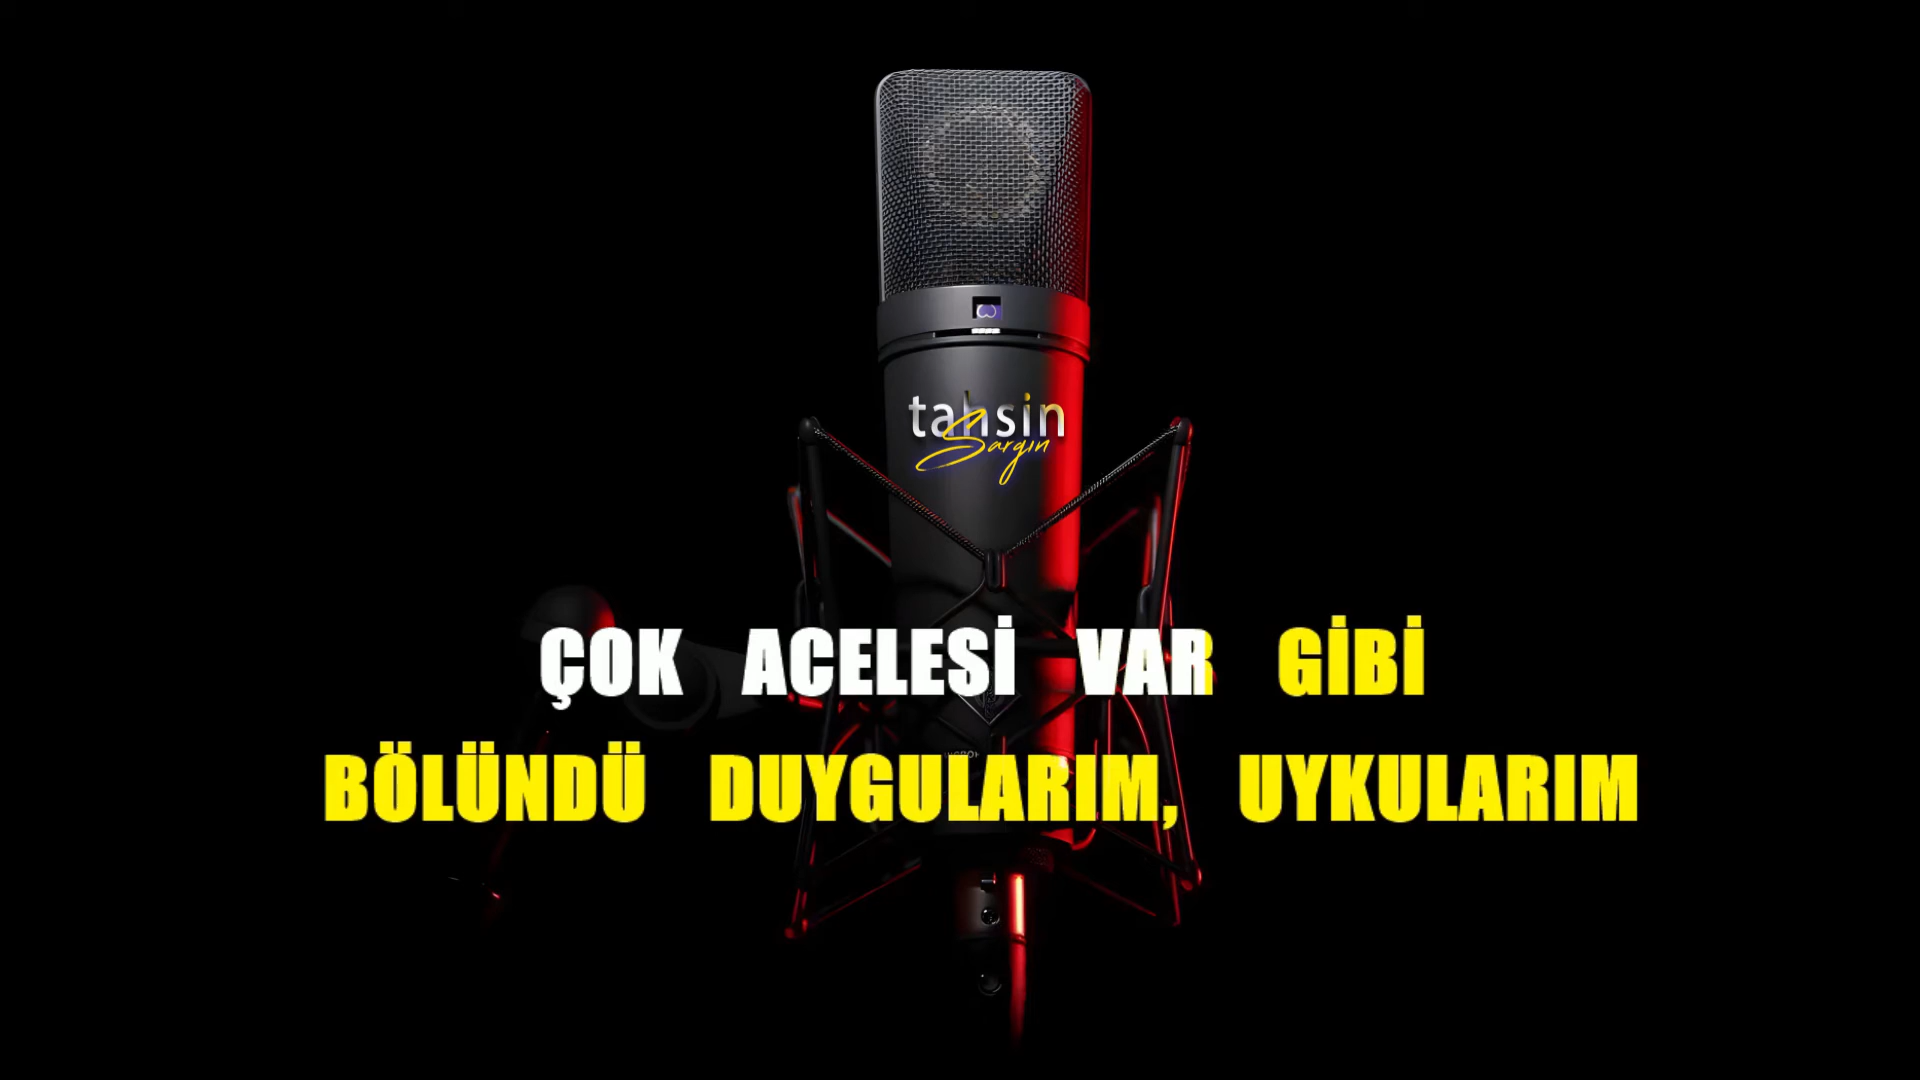 tahsin
Sargın
ÇOK ACELESİ VAR GİBİ
BÖLÜNDÜ DUYGULARIM, UYKULARIM